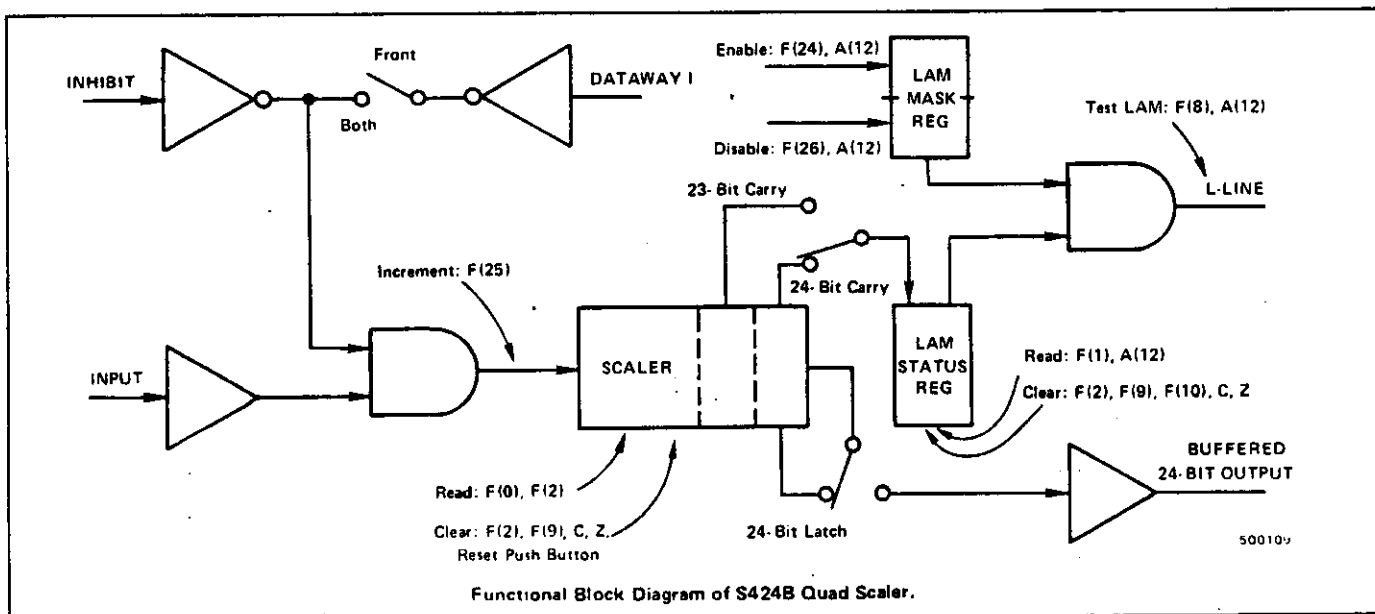 INHIBIT
Front
Both
DATAWAY I
Enable: F(24), A(12)
Disable: F(26), A(12)
LAM
MASK
REG
Test LAM: F(8), A(12)
L-LINE
23-Bit Carry
24-Bit Carry
Increment: F(25)
INPUT
SCALER
LAM
STATUS
REG
Read: F(1), A(12)
Clear: F(2), F(9), F(10), C, Z
Read: F(0), F(2)
Clear: F(2), F(9), C, Z,
Reset Push Button
24-Bit Latch
BUFFERED
24-BIT OUTPUT
Functional Block Diagram of S424B Quad Scaler.